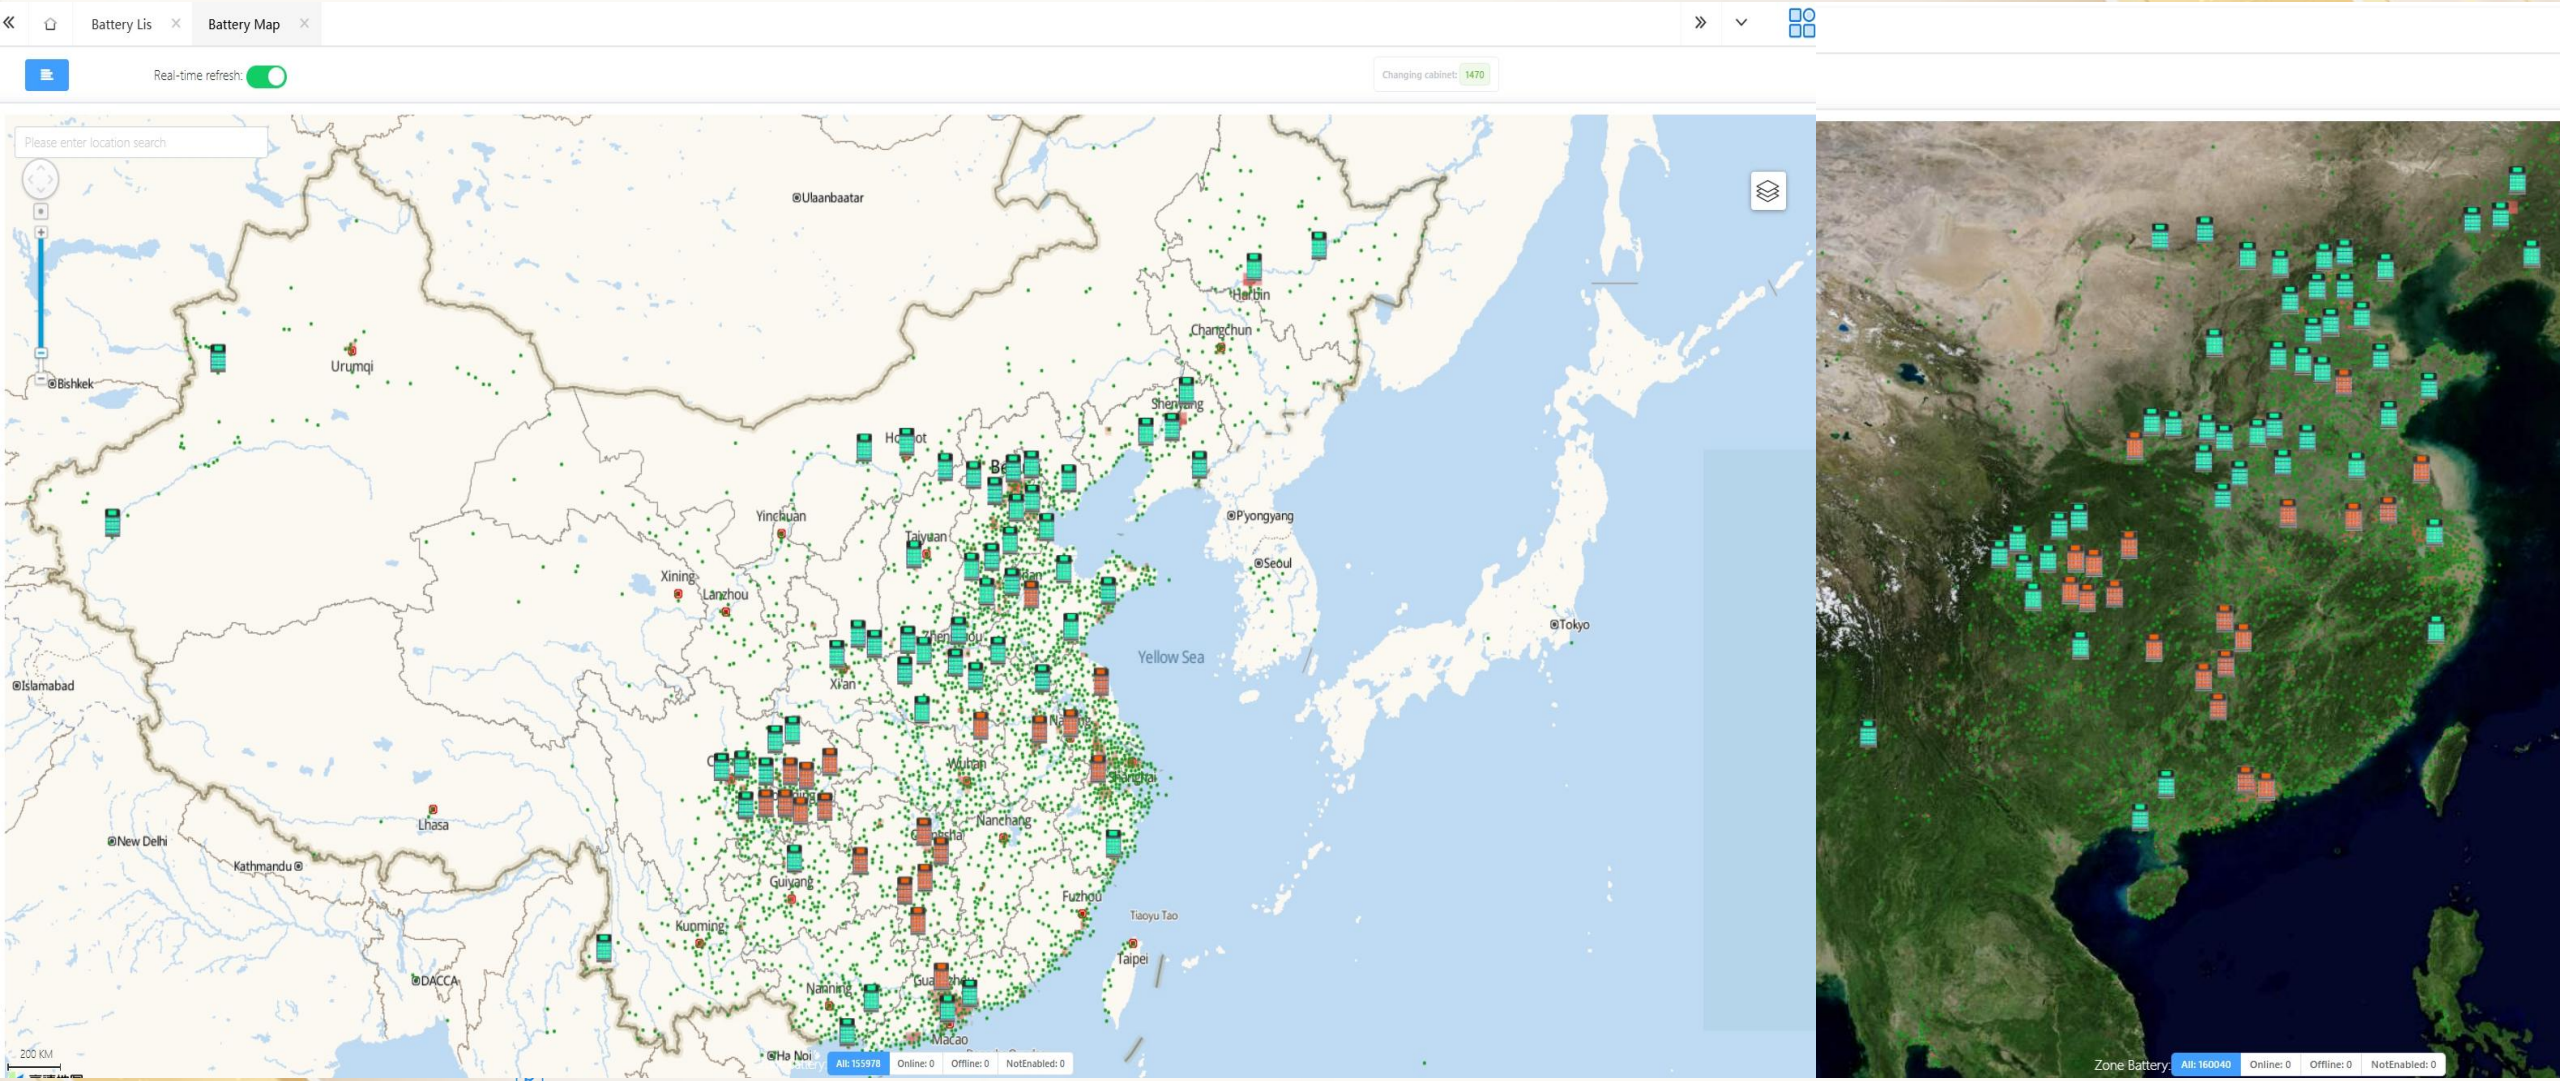 Battery Lis
Battery Map
Real-time refresh:
Changing cabinet: 1470
Please enter location search
Ulaanbaatar
Harbin
Changchun
Urumqi
Bishkek
Yinchuan
P'yongyang
Taiyuan
Seoul
Xining
Lanzhou
Tokyo
Yellow Sea
Islamabad
Xi'an
Wuhan
Shanghai
Nanchang
Lhasa
New Delhi
Kathmandu
Guiyang
Fuzhou
Tiaoyu Tao
Kunming
Taipei
DACCA
Nanning
Macao
200 KM
Ha Noi
All: 155978
Online: 0
Offline: 0
NotEnabled: 0
Zone Battery:
All: 160040
Online: 0
Offline: 0
NotEnabled: 0